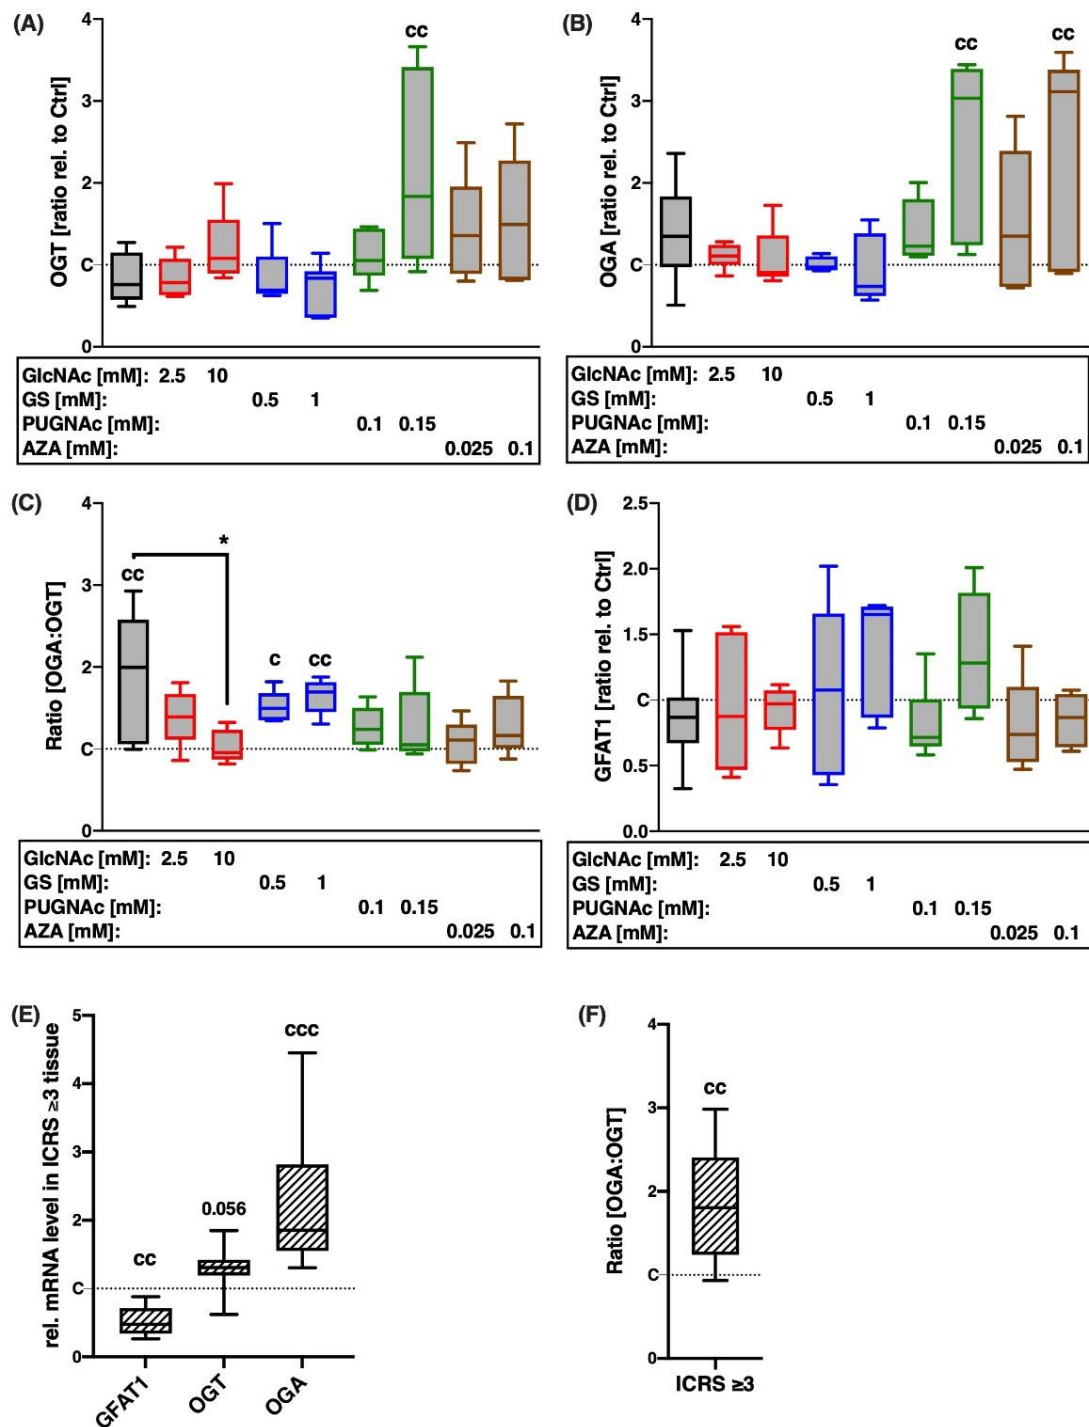 (A)
OGT [ratio rel. to Ctrl]
4
cc
3
2
C
0
GlcNAc [mM]: 2.5 10
GS [mM]: 0.5 1
PUGNAc [mM]: 0.1 0.15
AZA [mM]: 0.025 0.1
(B)
OGA [ratio rel. to Ctrl]
4
cc cc
3
2
C
0
GlcNAc [mM]: 2.5 10
GS [mM]: 0.5 1
PUGNAc [mM]: 0.1 0.15
AZA [mM]: 0.025 0.1
(C)
Ratio [OGA:OGT]
4
*
cc
3
c cc
2
C
0
GlcNAc [mM]: 2.5 10
GS [mM]: 0.5 1
PUGNAc [mM]: 0.1 0.15
AZA [mM]: 0.025 0.1
(D)
GFAT1 [ratio rel. to Ctrl]
2.5
2.0
1.5
C
0.5
0.0
GlcNAc [mM]: 2.5 10
GS [mM]: 0.5 1
PUGNAc [mM]: 0.1 0.15
AZA [mM]: 0.025 0.1
(E)
rel. mRNA level in ICRS ≥3 tissue
5
ccc
4
3
0.056
2
cc
C
0
GFAT1 OGT OGA
(F)
Ratio [OGA:OGT]
4
cc
3
2
C
0
ICRS ≥3